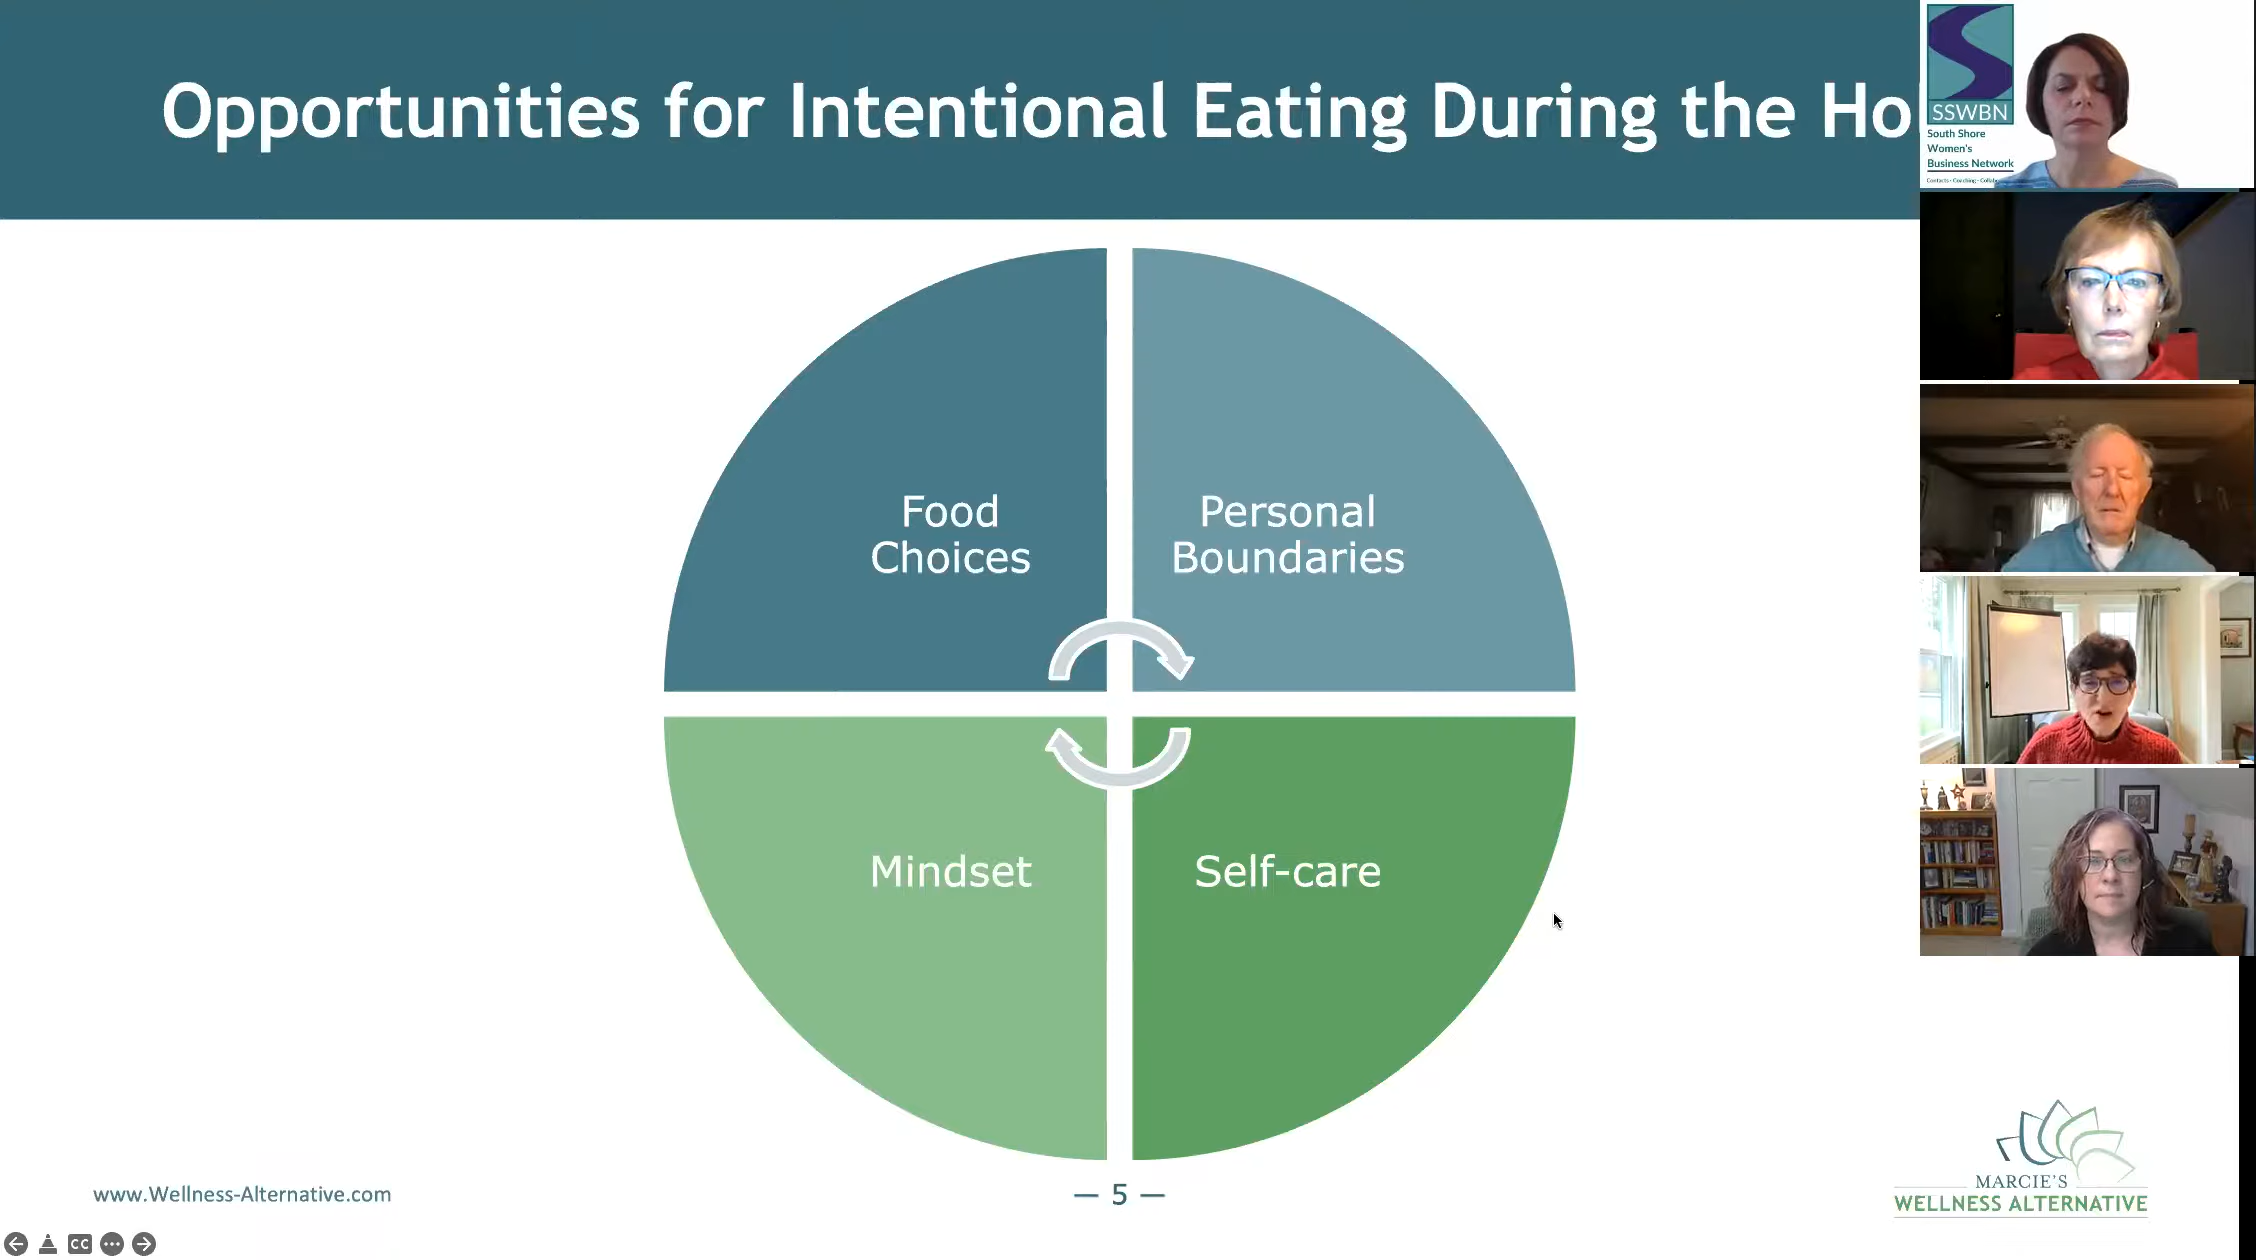 Opportunities for Intentional Eating During the Ho
SSWBN
South Shore
Women's
Business Network
Food
Choices
Personal
Boundaries
Mindset
Self-care
www.Wellness-Alternative.com
— 5 —
MARCIE'S
WELLNESS ALTERNATIVE
CC